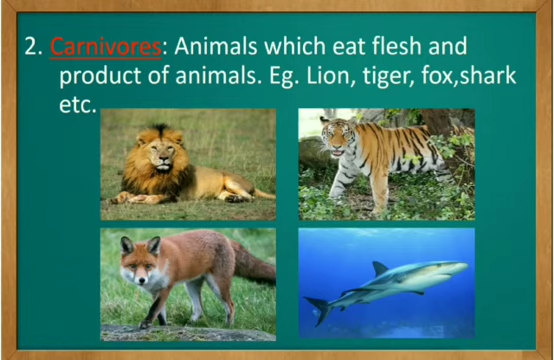 2. Carnivores: Animals which eat flesh and
product of animals. Eg. Lion, tiger, fox,shark
etc.